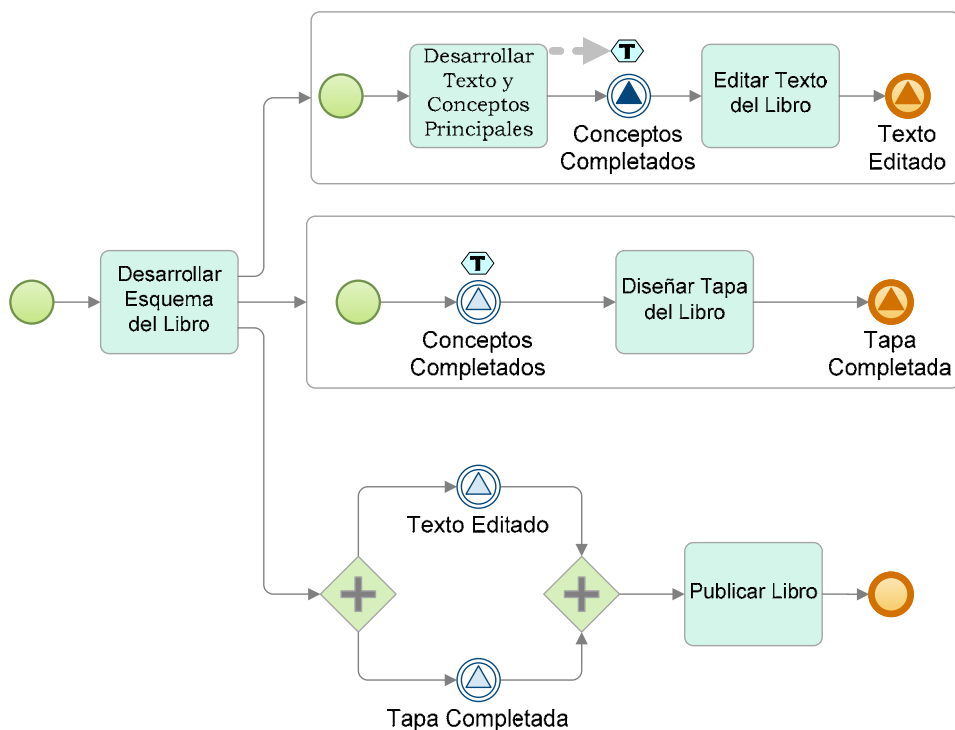 Desarrollar
Texto y
Conceptos
Principales
T
Conceptos
Completados
Editar Texto
del Libro
Texto
Editado
Desarrollar
Esquema
del Libro
T
Conceptos
Completados
Diseñar Tapa
del Libro
Tapa
Completada
Texto Editado
Publicar Libro
Tapa Completada